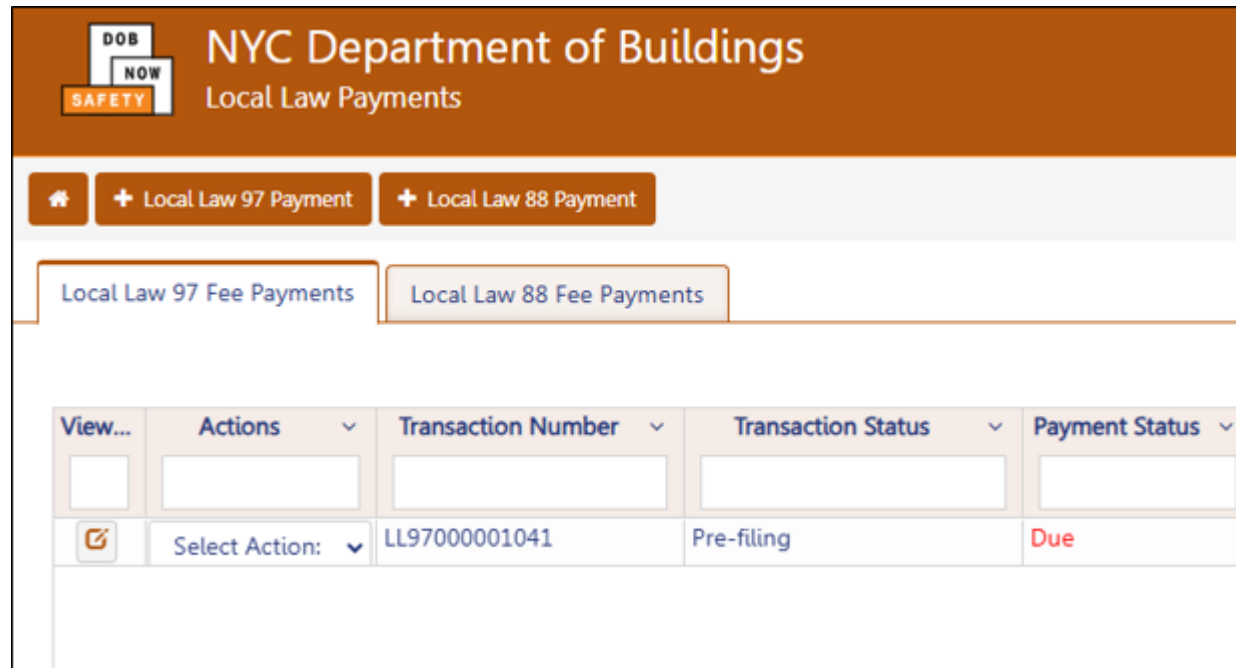 DOB
NOW
SAFETY
NYC Department of Buildings
Local Law Payments
+ Local Law 97 Payment
+ Local Law 88 Payment
Local Law 97 Fee Payments
Local Law 88 Fee Payments
View... Actions Transaction Number Transaction Status Payment Status
Select Action: LL97000001041 Pre-filing Due